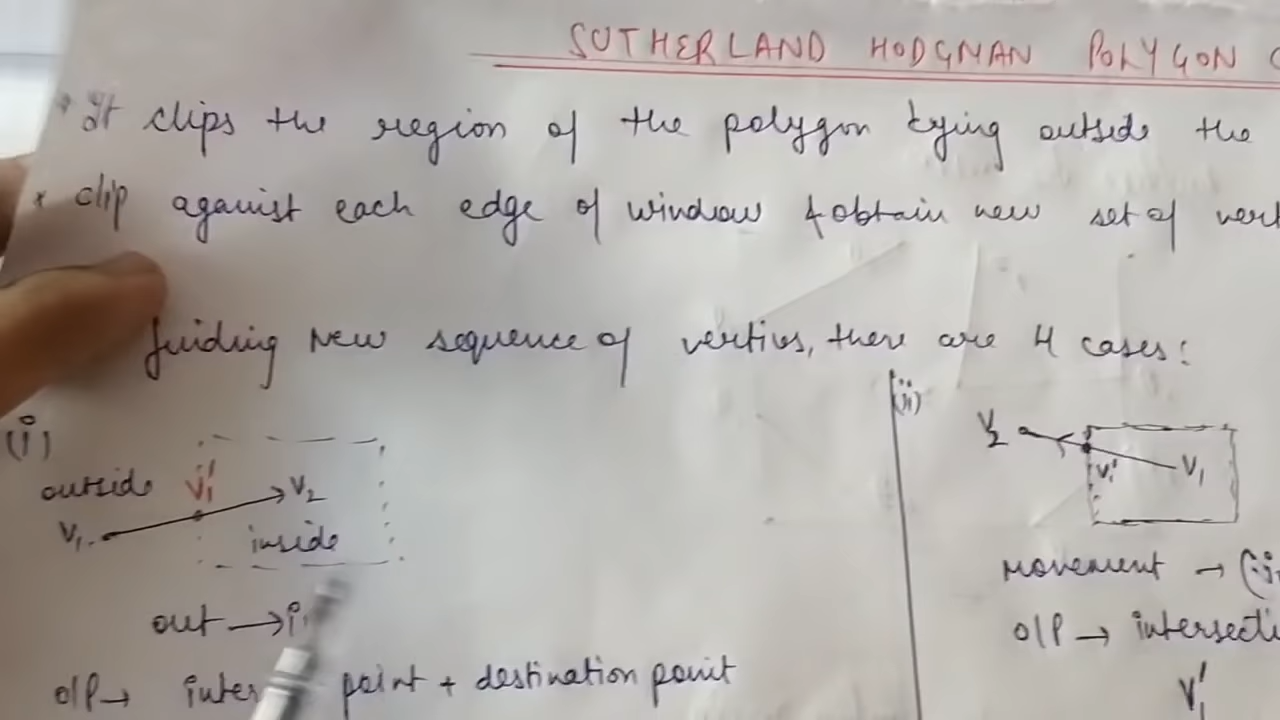 SUTHERLAND HODGMAN POLYGON
* It clips the region of the polygon lying outside the
* clip against each edge of window & obtain new set of
finding New sequence of vertives, there are 4 cases:
(i)
outside V1' V2
V1
inside
out →
O/P → point + destination point
(ii)
V2 V1' V1
movement →
O/P →
V1'